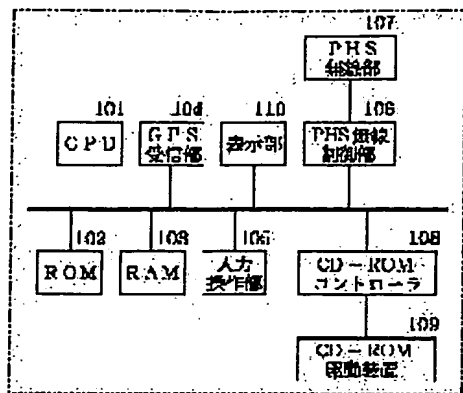 107
PHS
無線部
101
CPU
104
GPS
受信部
110
表示部
106
PHS無線
制御部
102
ROM
103
RAM
105
入力
操作部
108
CD-ROM
コントローラ
109
CD-ROM
駆動装置